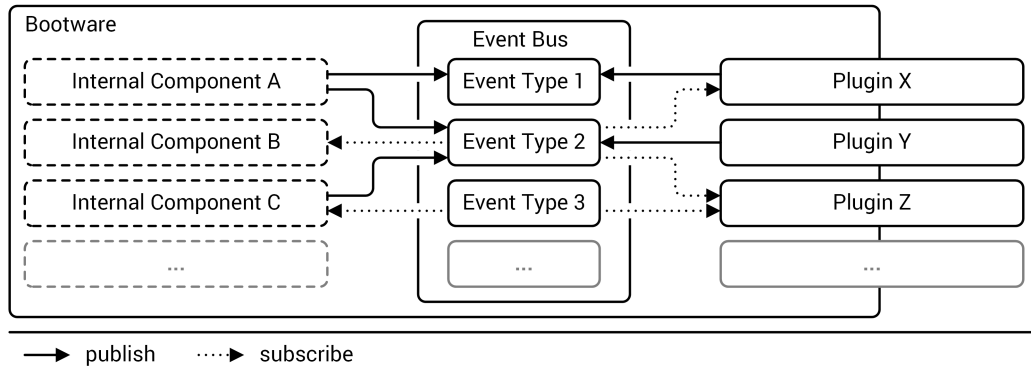 Bootware
Event Bus
Internal Component A
Event Type 1
Plugin X
Internal Component B
Event Type 2
Plugin Y
Internal Component C
Event Type 3
Plugin Z
...
...
...
publish
subscribe